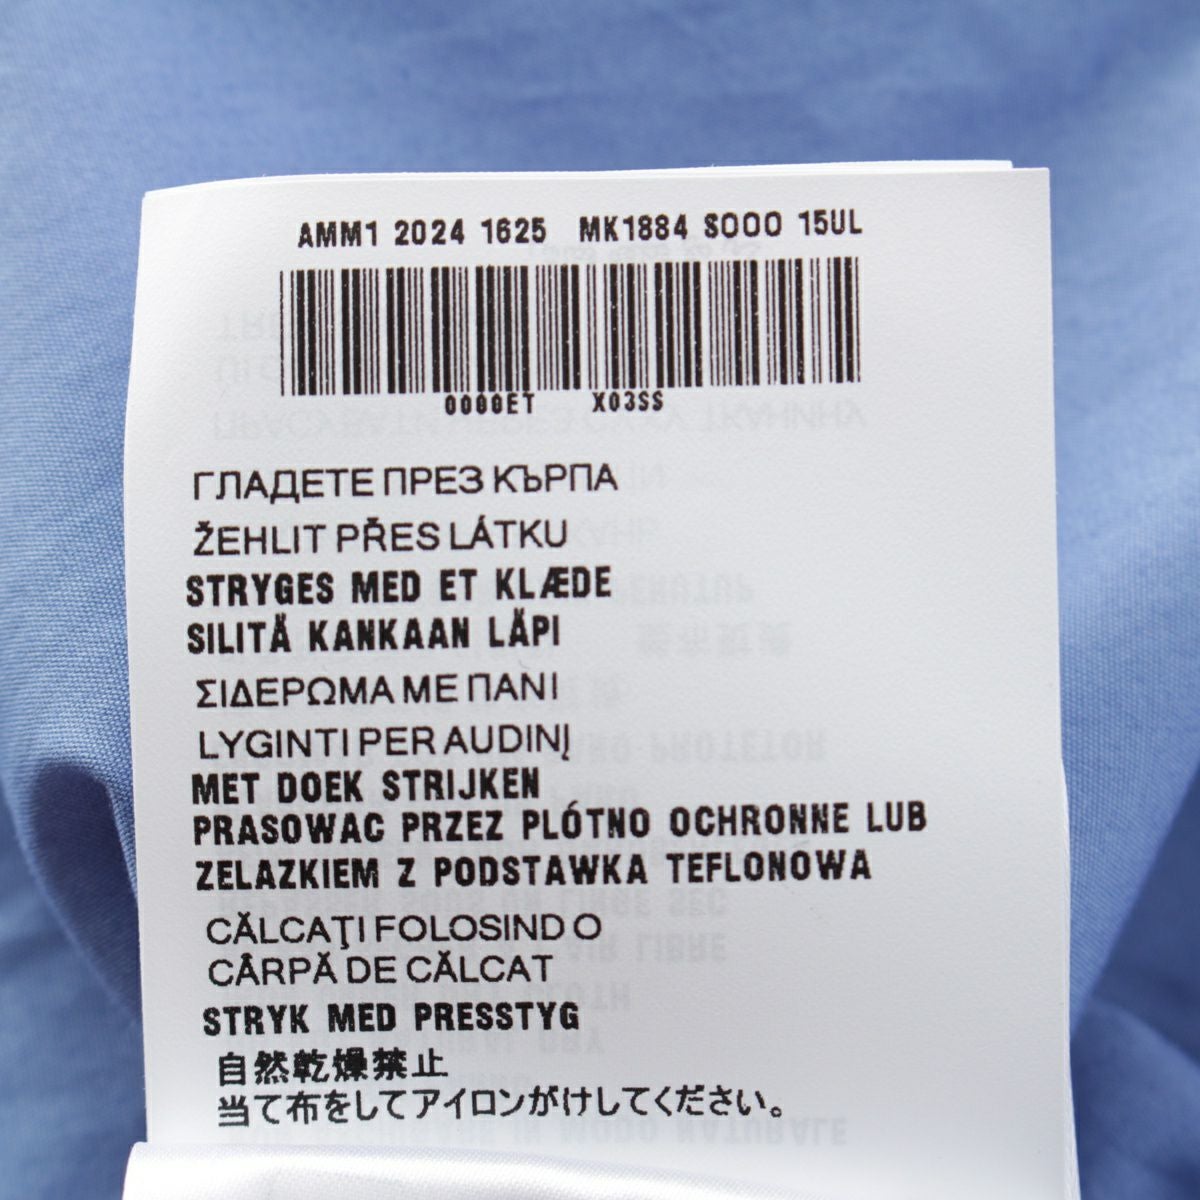 AMM1 2024 1625 MK1884 S000 15UL
0000ET X03SS
ГЛАДЕТЕ ПРЕЗ КЪРПА
ŽEHLIT PŘES LÁTKU
STRYGES MED ET KLÆDE
SILITÄ KANKAAN LÄPI
ΣΙΔΕΡΩΜΑ ΜΕ ΠΑΝΙ
LYGINTI PER AUDINĮ
MET DOEK STRIJKEN
PRASOWAC PRZEZ PLÓTNO OCHRONNE LUB
ZELAZKIEM Z PODSTAWKA TEFLONOWA
CĂLCAŢI FOLOSIND O
CÂRPĂ DE CĂLCAT
STRYK MED PRESSTYG
自然乾燥禁止
当て布をしてアイロンがけしてください。